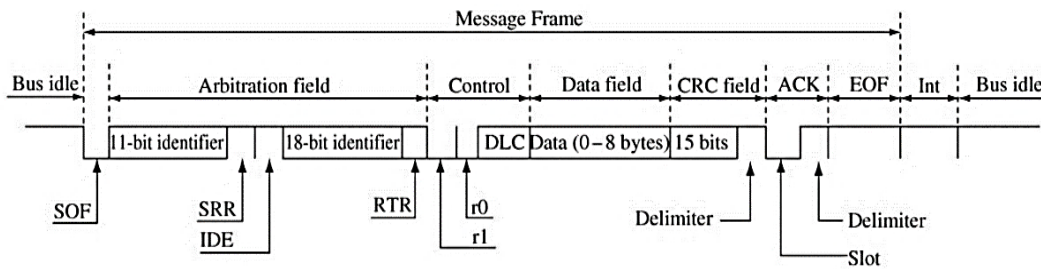 Message Frame
Bus idle Arbitration field Control Data field CRC field ACK EOF Int Bus idle
11-bit identifier 18-bit identifier DLC Data (0–8 bytes) 15 bits
SOF SRR RTR r0 Delimiter Delimiter
IDE r1 Slot